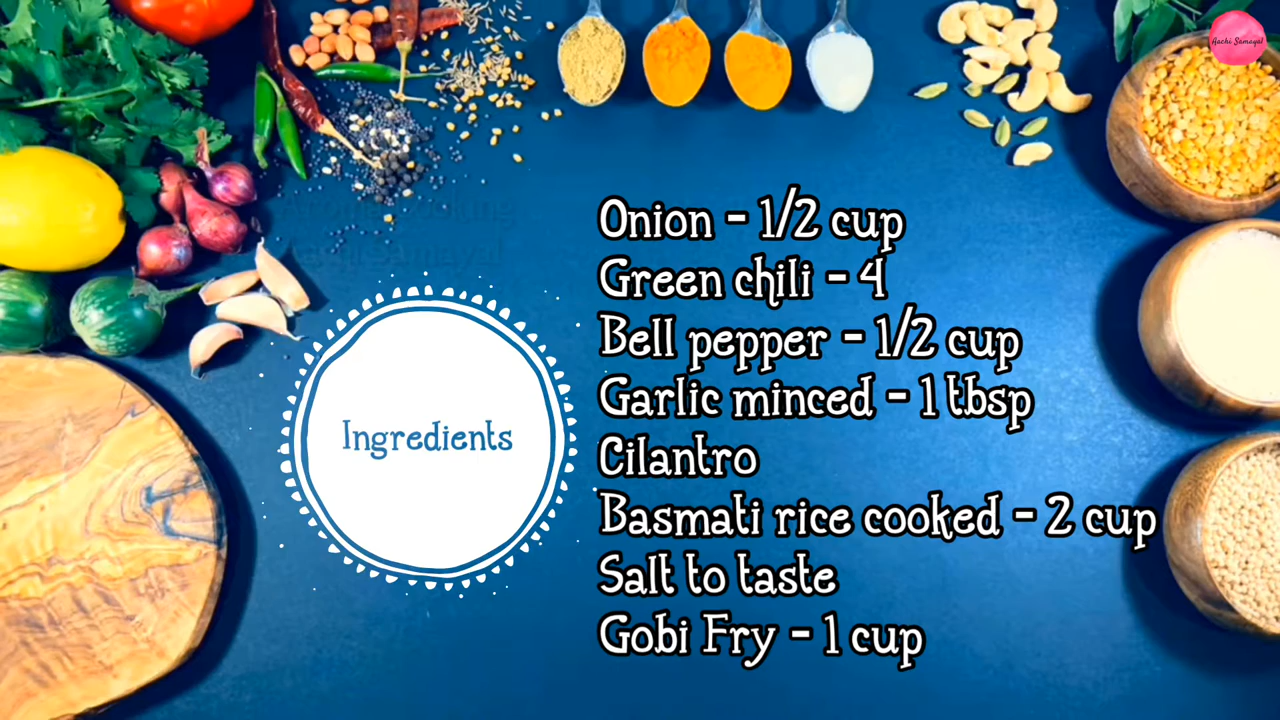 Aachi Samayal
Onion - 1/2 cup
Green chili - 4
Bell pepper - 1/2 cup
Garlic minced - 1 tbsp
Cilantro
Basmati rice cooked - 2 cup
Salt to taste
Gobi Fry - 1 cup
Ingredients